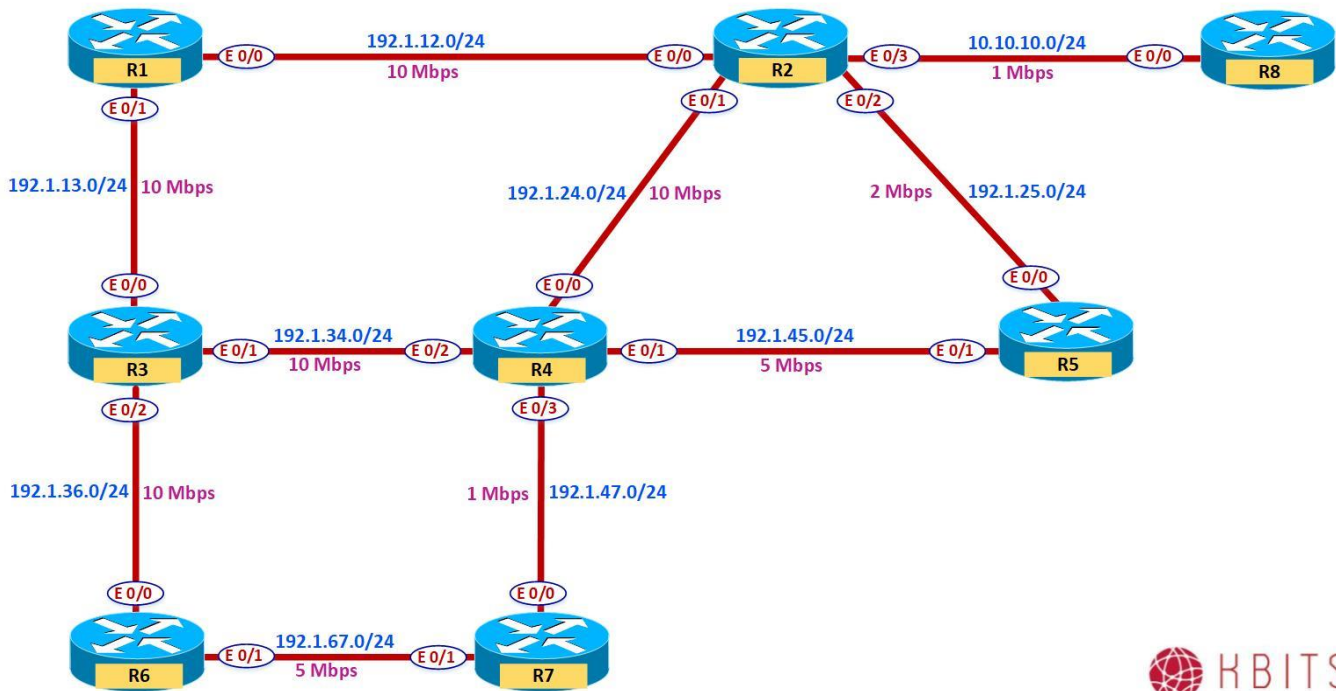 192.1.12.0/24
10.10.10.0/24
E 0/0
E 0/0
E 0/3
E 0/0
R1
10 Mbps
R2
1 Mbps
R8
E 0/1
E 0/1
E 0/2
192.1.13.0/24
10 Mbps
192.1.24.0/24
10 Mbps
2 Mbps
192.1.25.0/24
E 0/0
E 0/0
E 0/0
192.1.34.0/24
192.1.45.0/24
E 0/1
E 0/2
E 0/1
E 0/1
R3
10 Mbps
R4
5 Mbps
R5
E 0/2
E 0/3
192.1.36.0/24
10 Mbps
1 Mbps
192.1.47.0/24
E 0/0
E 0/0
192.1.67.0/24
E 0/1
E 0/1
R6
5 Mbps
R7
KBITS